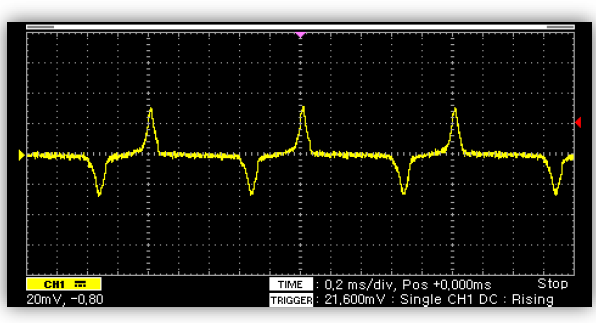 CH1 TIME : 0,2 ms/div, Pos +0,000ms Stop
20mV, -0,80 TRIGGER : 21,600mV : Single CH1 DC : Rising